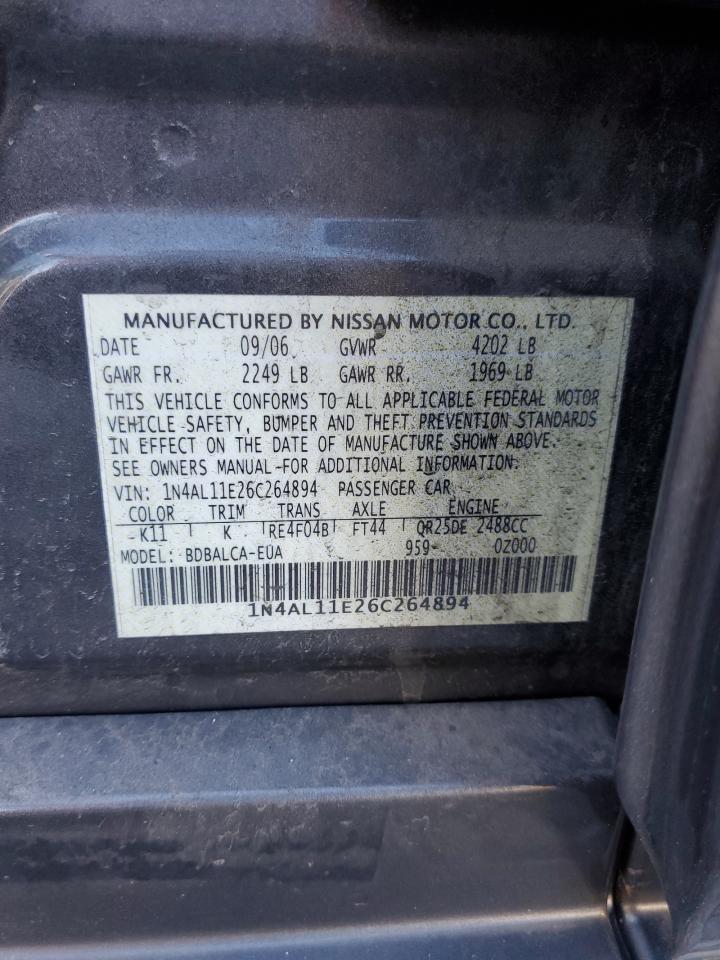 MANUFACTURED BY NISSAN MOTOR CO., LTD.
DATE 09/06 GVWR 4202 LB
GAWR FR. 2249 LB GAWR RR. 1969 LB
THIS VEHICLE CONFORMS TO ALL APPLICABLE FEDERAL MOTOR
VEHICLE SAFETY, BUMPER AND THEFT PREVENTION STANDARDS
IN EFFECT ON THE DATE OF MANUFACTURE SHOWN ABOVE.
SEE OWNERS MANUAL FOR ADDITIONAL INFORMATION.
VIN: 1N4AL11E26C264894 PASSENGER CAR
COLOR TRIM TRANS AXLE ENGINE
K11 K RE4F04B FT44 QR25DE 2488CC
MODEL: BDBALCA-EUA 959- 0Z000
1N4AL11E26C264894